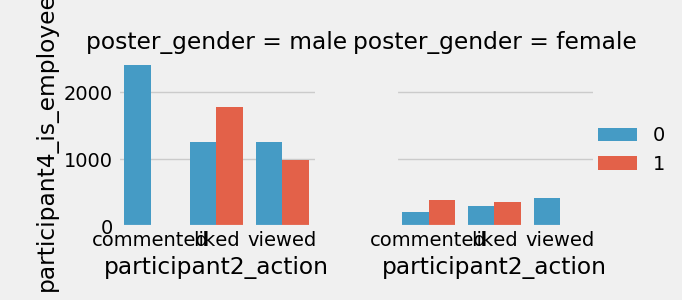 poster_gender = male
poster_gender = female
participant4_is_employee
2000
1000
0
commented
liked
viewed
commented
liked
viewed
participant2_action
participant2_action
0
1